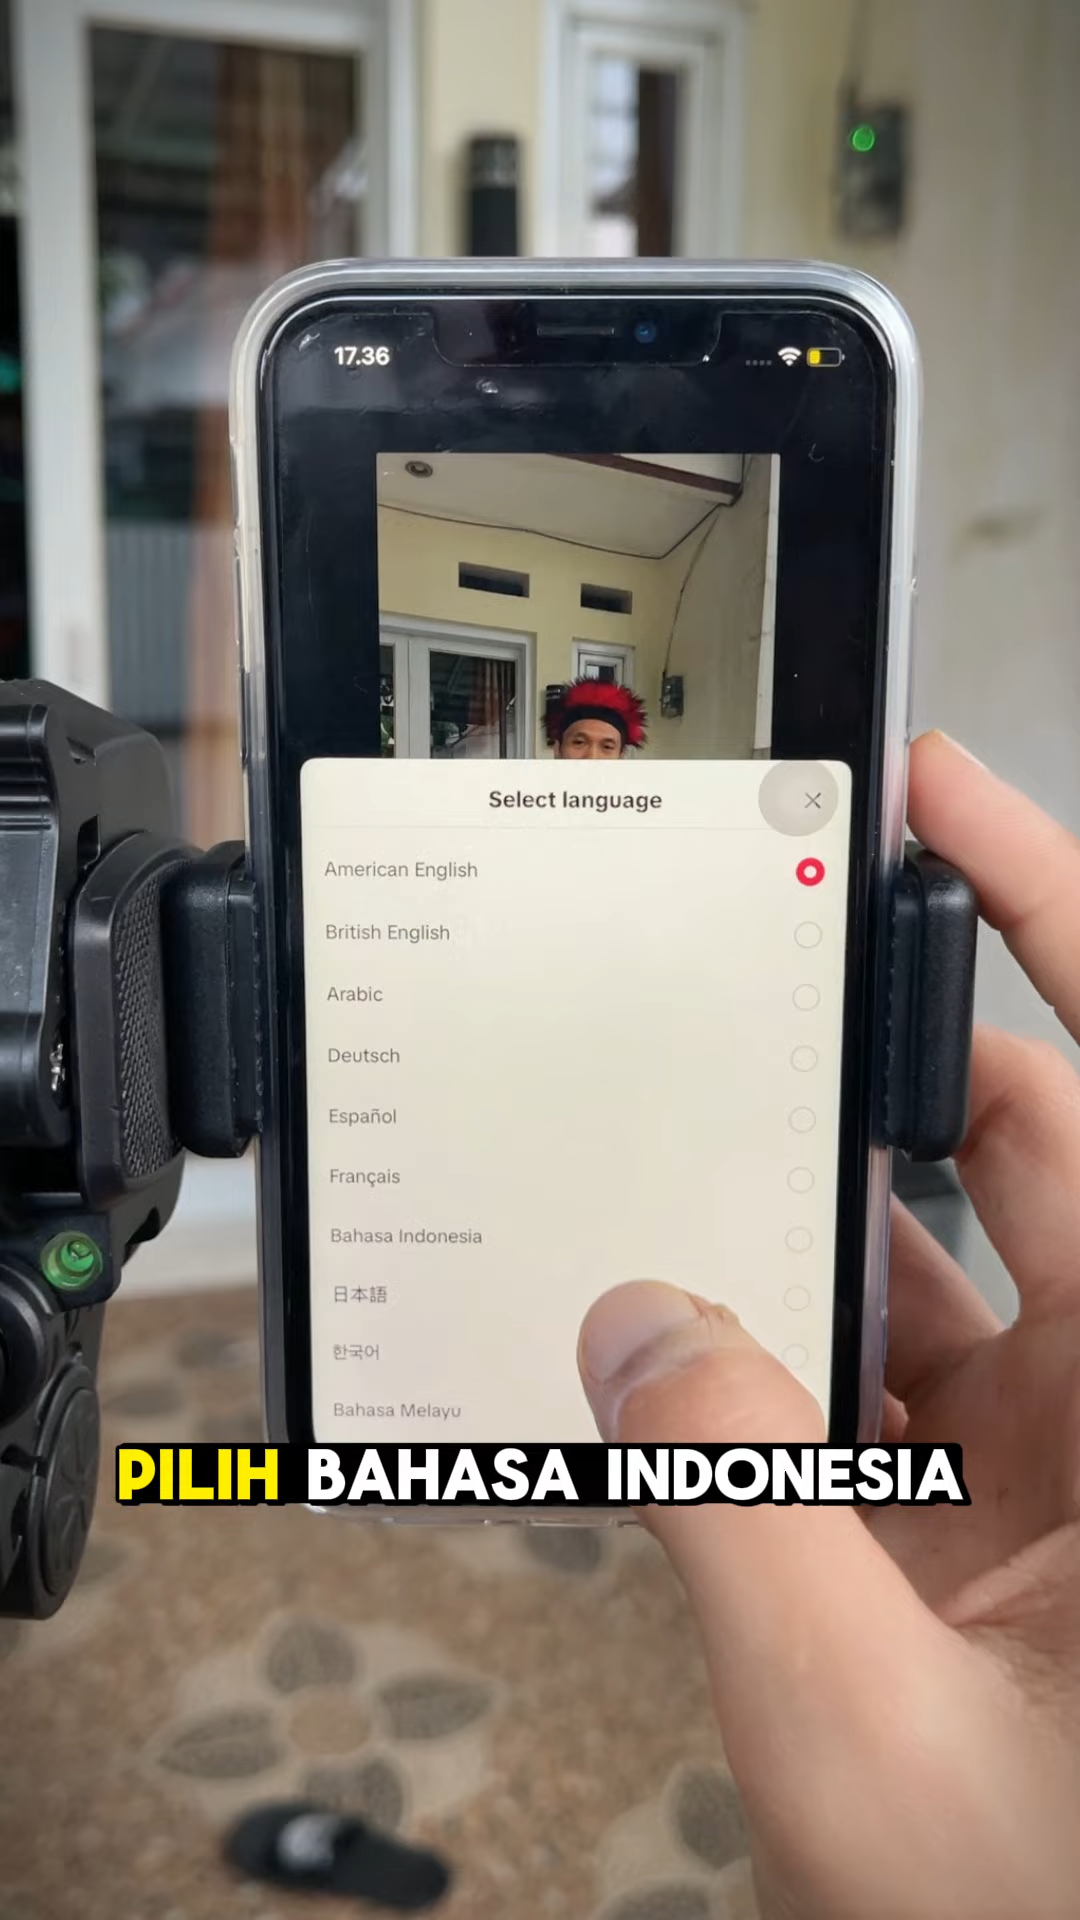 17.36
Select language
American English
British English
Arabic
Deutsch
Español
Français
Bahasa Indonesia
日本語
한국어
Bahasa Melayu
PILIH BAHASA INDONESIA